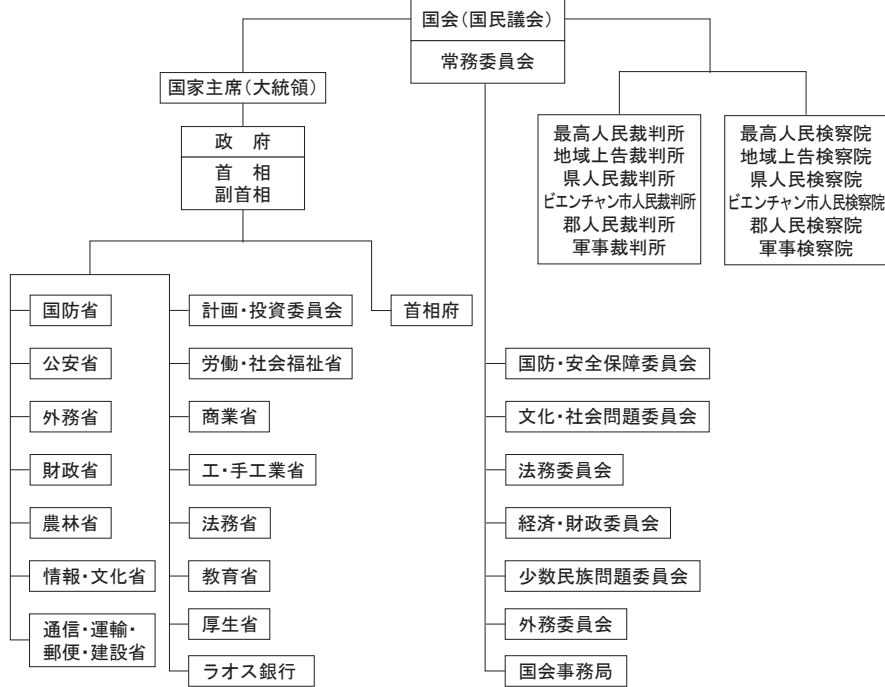 国会（国民議会）
常務委員会
国家主席（大統領）
政　府
首　相
副首相
最高人民裁判所
地域上告裁判所
県人民裁判所
ビエンチャン市人民裁判所
郡人民裁判所
軍事裁判所
最高人民検察院
地域上告検察院
県人民検察院
ビエンチャン市人民検察院
郡人民検察院
軍事検察院
国防省
公安省
外務省
財政省
農林省
情報・文化省
通信・運輸・
郵便・建設省
計画・投資委員会
労働・社会福祉省
商業省
工・手工業省
法務省
教育省
厚生省
ラオス銀行
首相府
国防・安全保障委員会
文化・社会問題委員会
法務委員会
経済・財政委員会
少数民族問題委員会
外務委員会
国会事務局